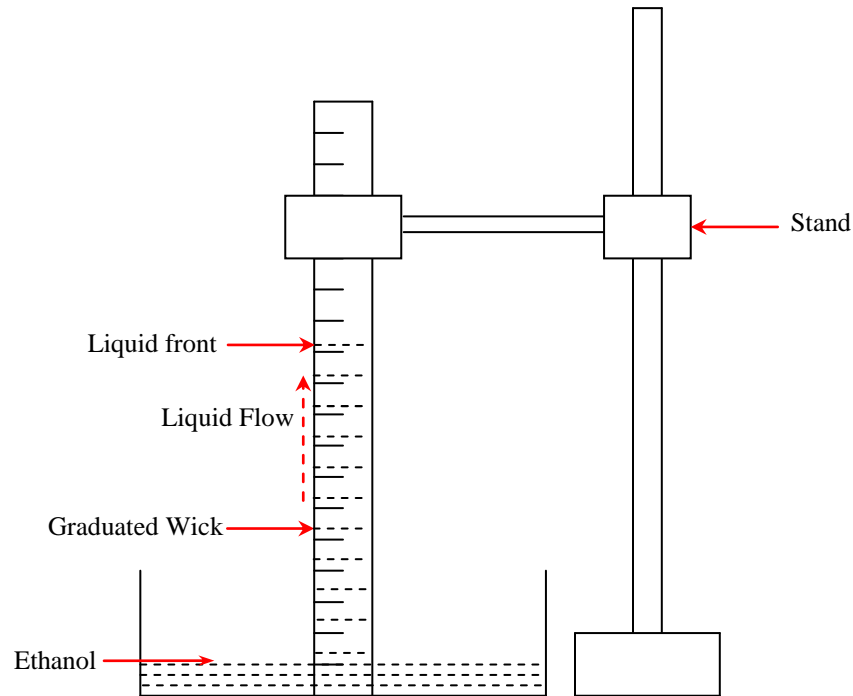 Stand
Liquid front
Liquid Flow
Graduated Wick
Ethanol